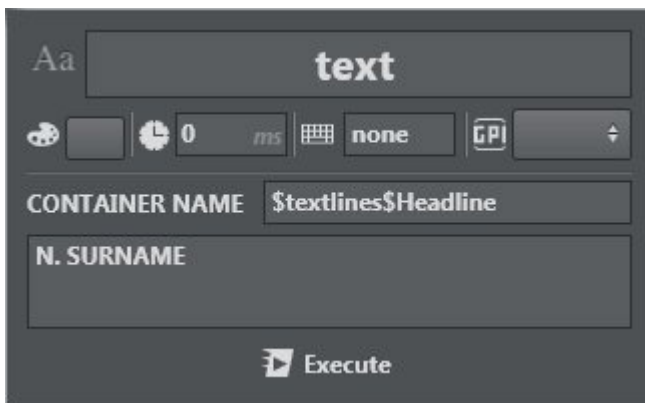 Aa text
0 ms none GPI
CONTAINER NAME $textlines$Headline
N. SURNAME
Execute